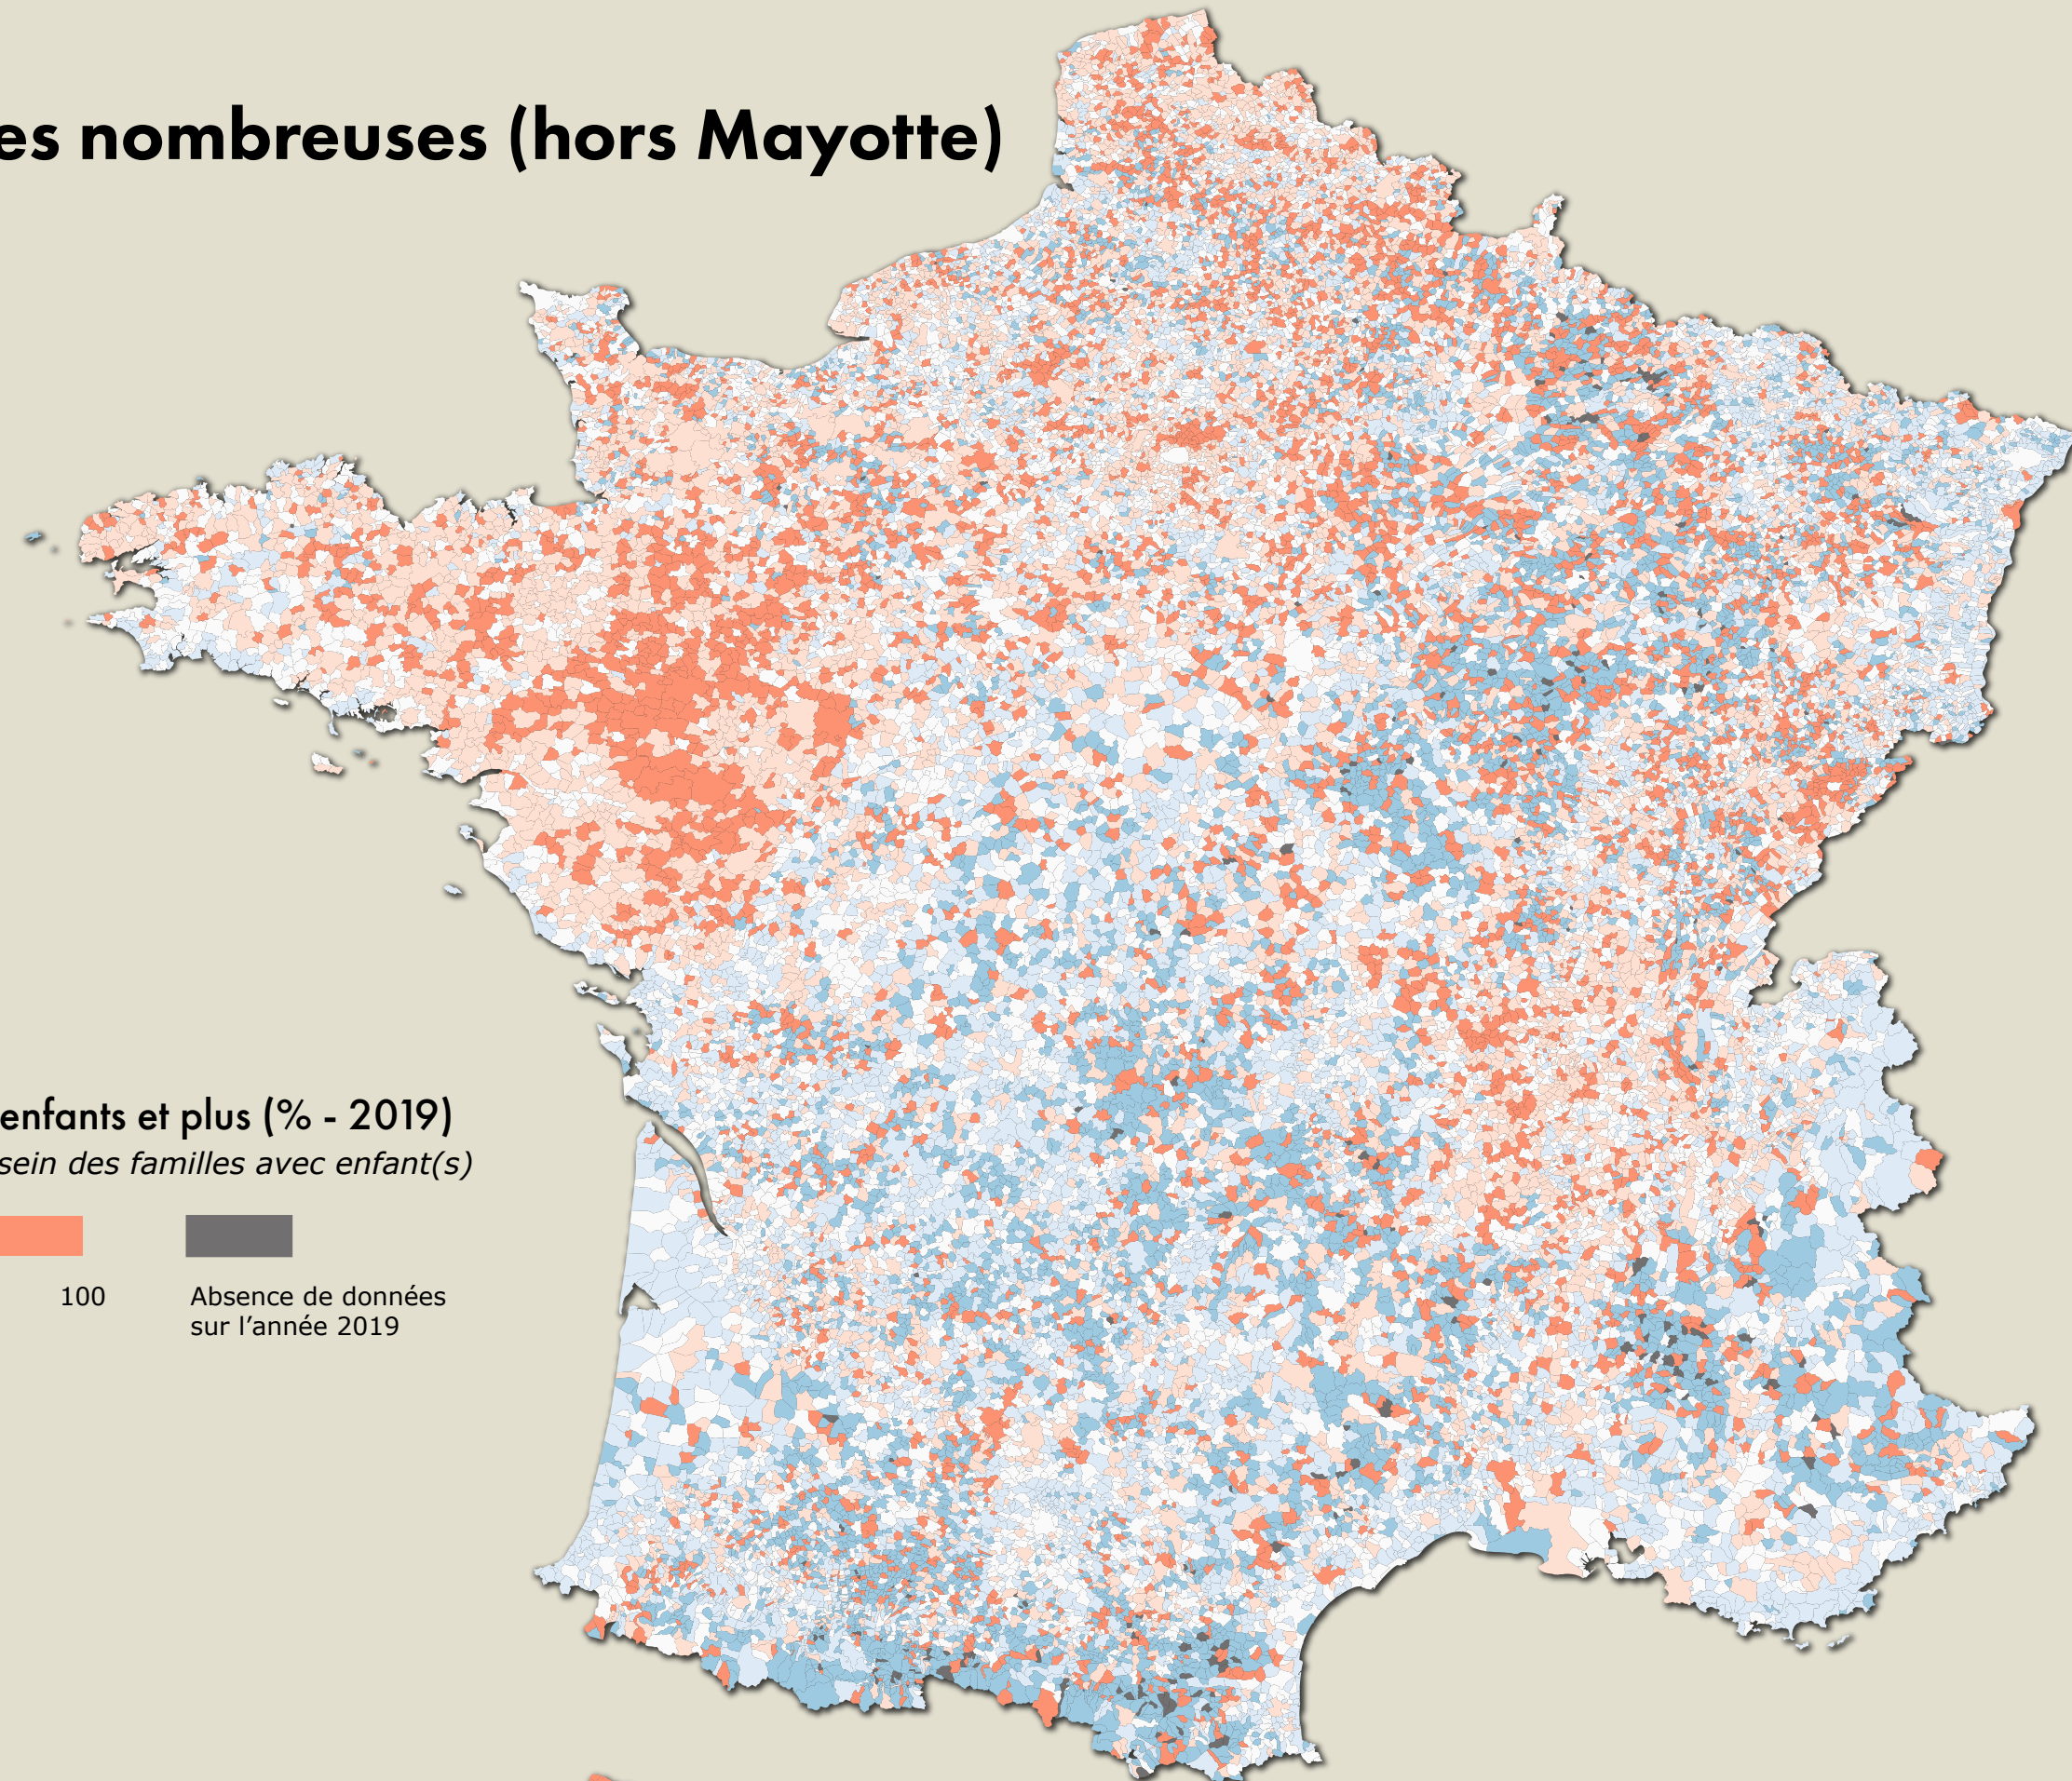 es nombreuses (hors Mayotte)
enfants et plus (% - 2019)
sein des familles avec enfant(s)
100
Absence de données
sur l’année 2019